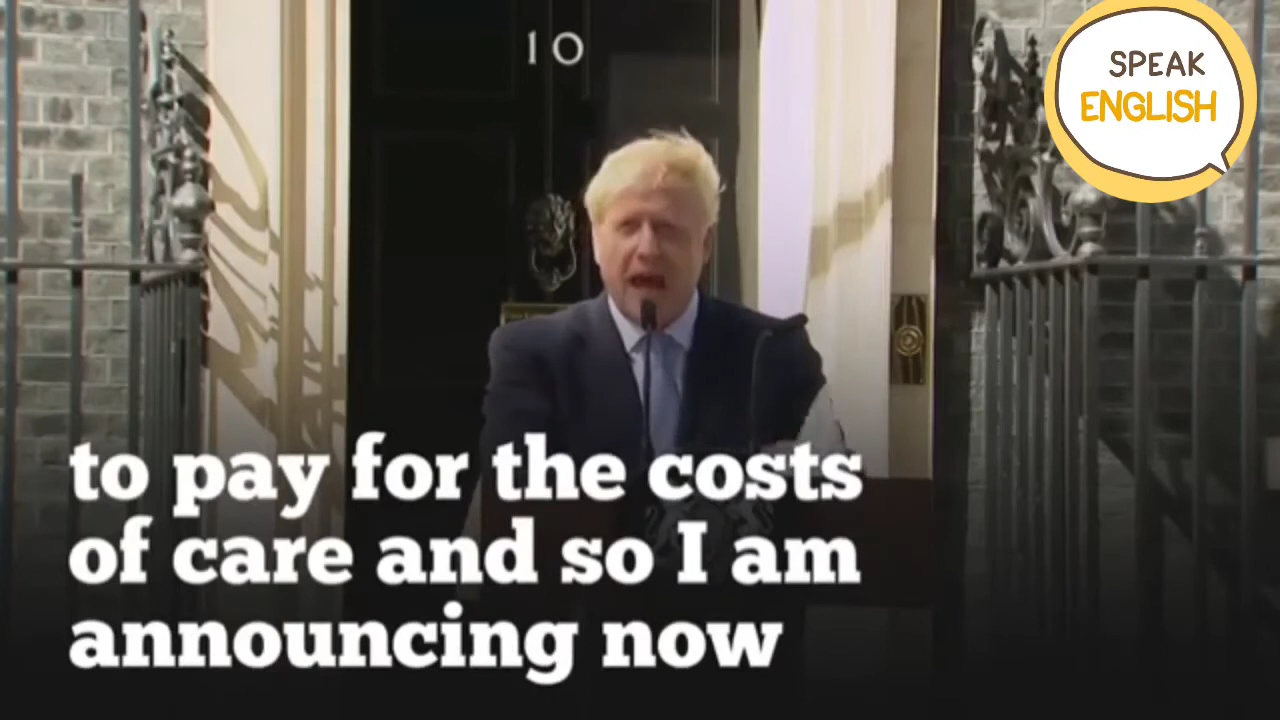 10
SPEAK
ENGLISH
to pay for the costs
of care and so I am
announcing now